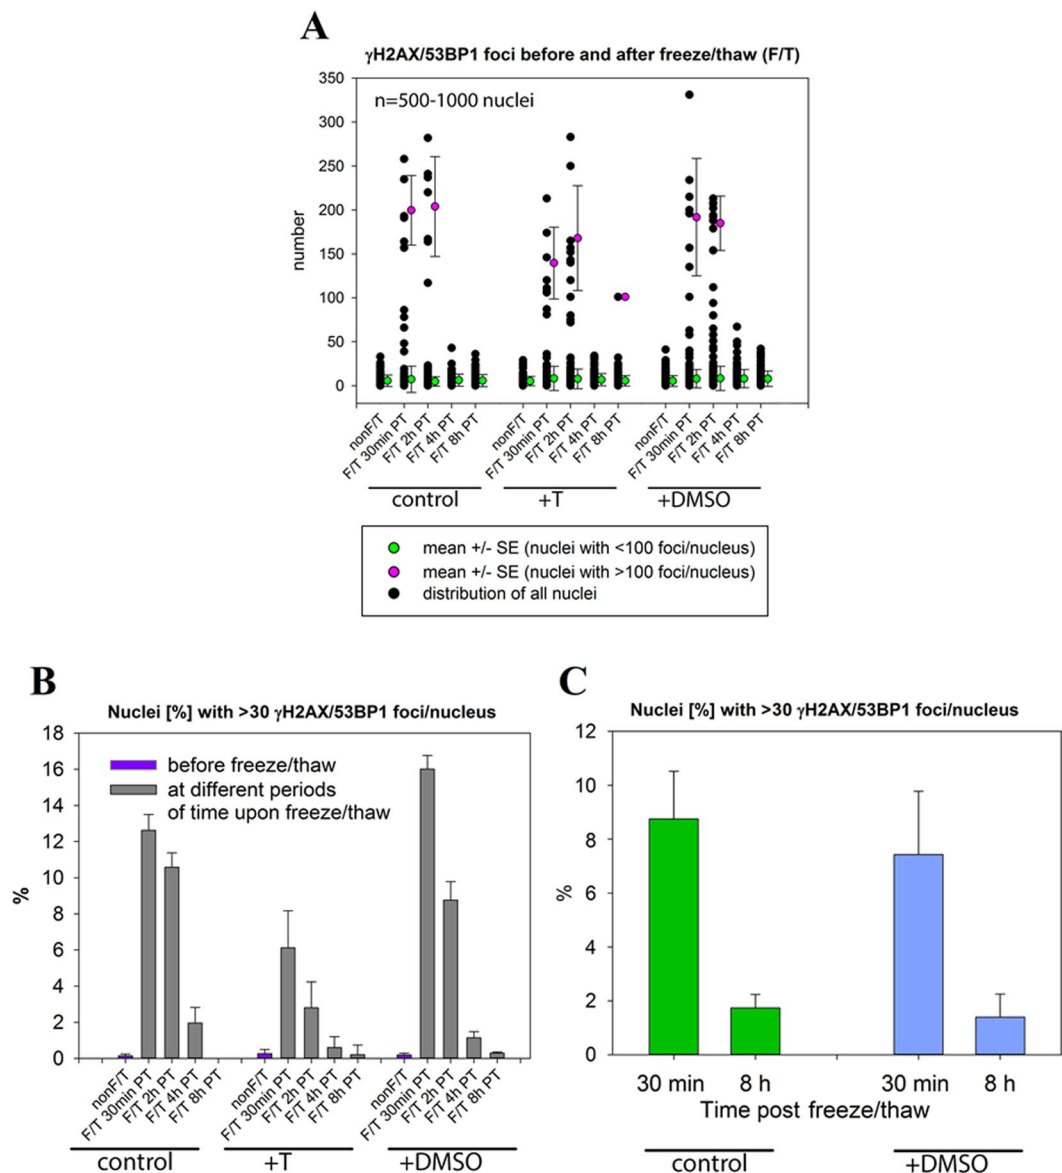 A
γH2AX/53BP1 foci before and after freeze/thaw (F/T)
n=500-1000 nuclei
number
350
300
250
200
150
100
50
0
nonF/T
F/T 30min PT
F/T 2h PT
F/T 4h PT
F/T 8h PT
nonF/T
F/T 30min PT
F/T 2h PT
F/T 4h PT
F/T 8h PT
nonF/T
F/T 30min PT
F/T 2h PT
F/T 4h PT
F/T 8h PT
control
+T
+DMSO
mean +/- SE (nuclei with <100 foci/nucleus)
mean +/- SE (nuclei with >100 foci/nucleus)
distribution of all nuclei
B
Nuclei [%] with >30 γH2AX/53BP1 foci/nucleus
before freeze/thaw
at different periods
of time upon freeze/thaw
%
18
16
14
12
10
8
6
4
2
0
nonF/T
F/T 30min PT
F/T 2h PT
F/T 4h PT
F/T 8h PT
nonF/T
F/T 30min PT
F/T 2h PT
F/T 4h PT
F/T 8h PT
nonF/T
F/T 30min PT
F/T 2h PT
F/T 4h PT
F/T 8h PT
control
+T
+DMSO
C
Nuclei [%] with >30 γH2AX/53BP1 foci/nucleus
%
12
10
8
6
4
2
0
30 min 8 h 30 min 8 h
Time post freeze/thaw
control
+DMSO